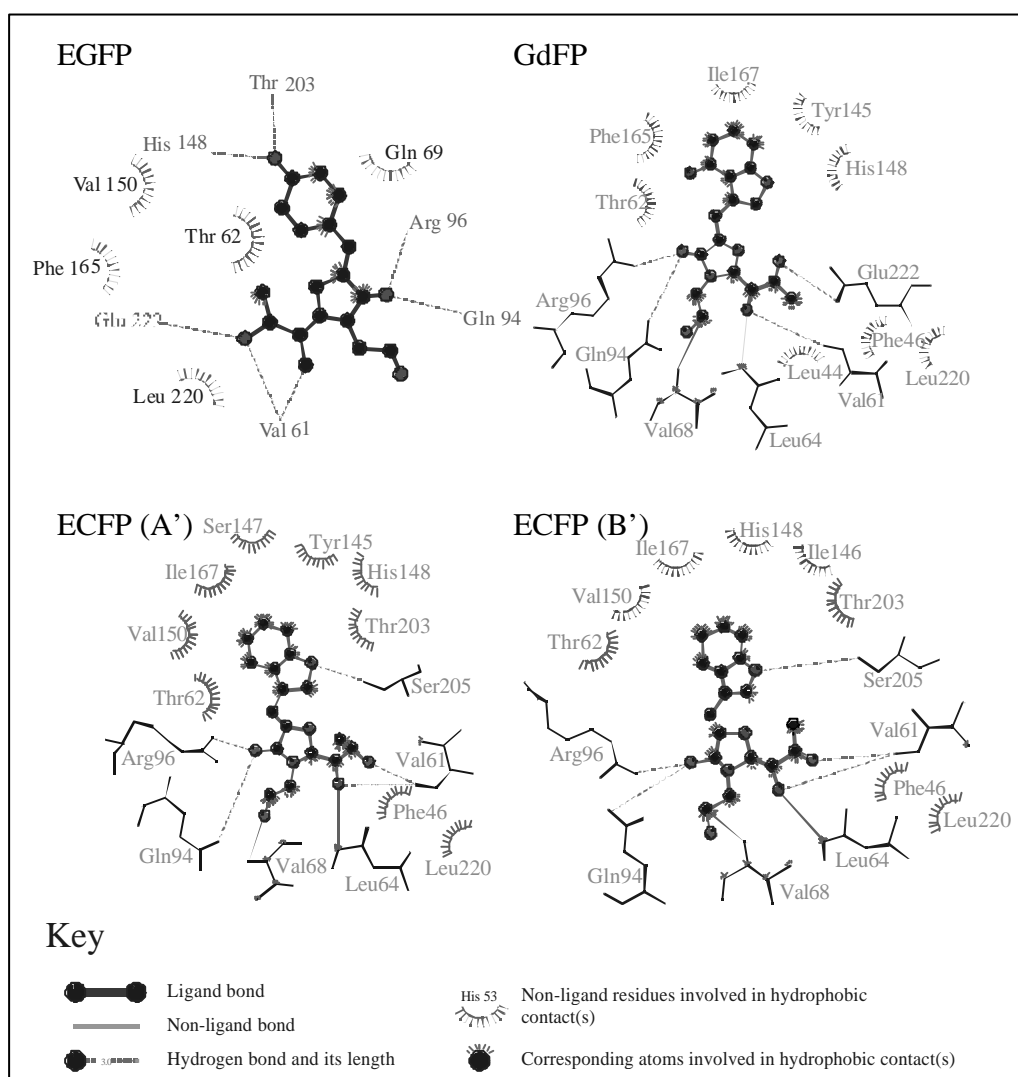 EGFP
Thr 203
His 148
Gln 69
Val 150
Thr 62
Arg 96
Phe 165
Glu 222
Gln 94
Leu 220
Val 61
GdFP
Ile167
Tyr145
Phe165
His148
Thr62
Glu222
Arg96
Phe46
Gln94
Leu44
Leu220
Val61
Val68
Leu64
ECFP (A’)
Ser147
Tyr145
Ile167
His148
Val150
Thr203
Thr62
Ser205
Arg96
Val61
Phe46
Gln94
Val68
Leu64
Leu220
ECFP (B’)
His148
Ile167
Ile146
Val150
Thr203
Thr62
Ser205
Val61
Arg96
Phe46
Leu220
Gln94
Leu64
Val68
Key
Ligand bond
Non-ligand bond
3.0
Hydrogen bond and its length
His 53
Non-ligand residues involved in hydrophobic
contact(s)
Corresponding atoms involved in hydrophobic contact(s)